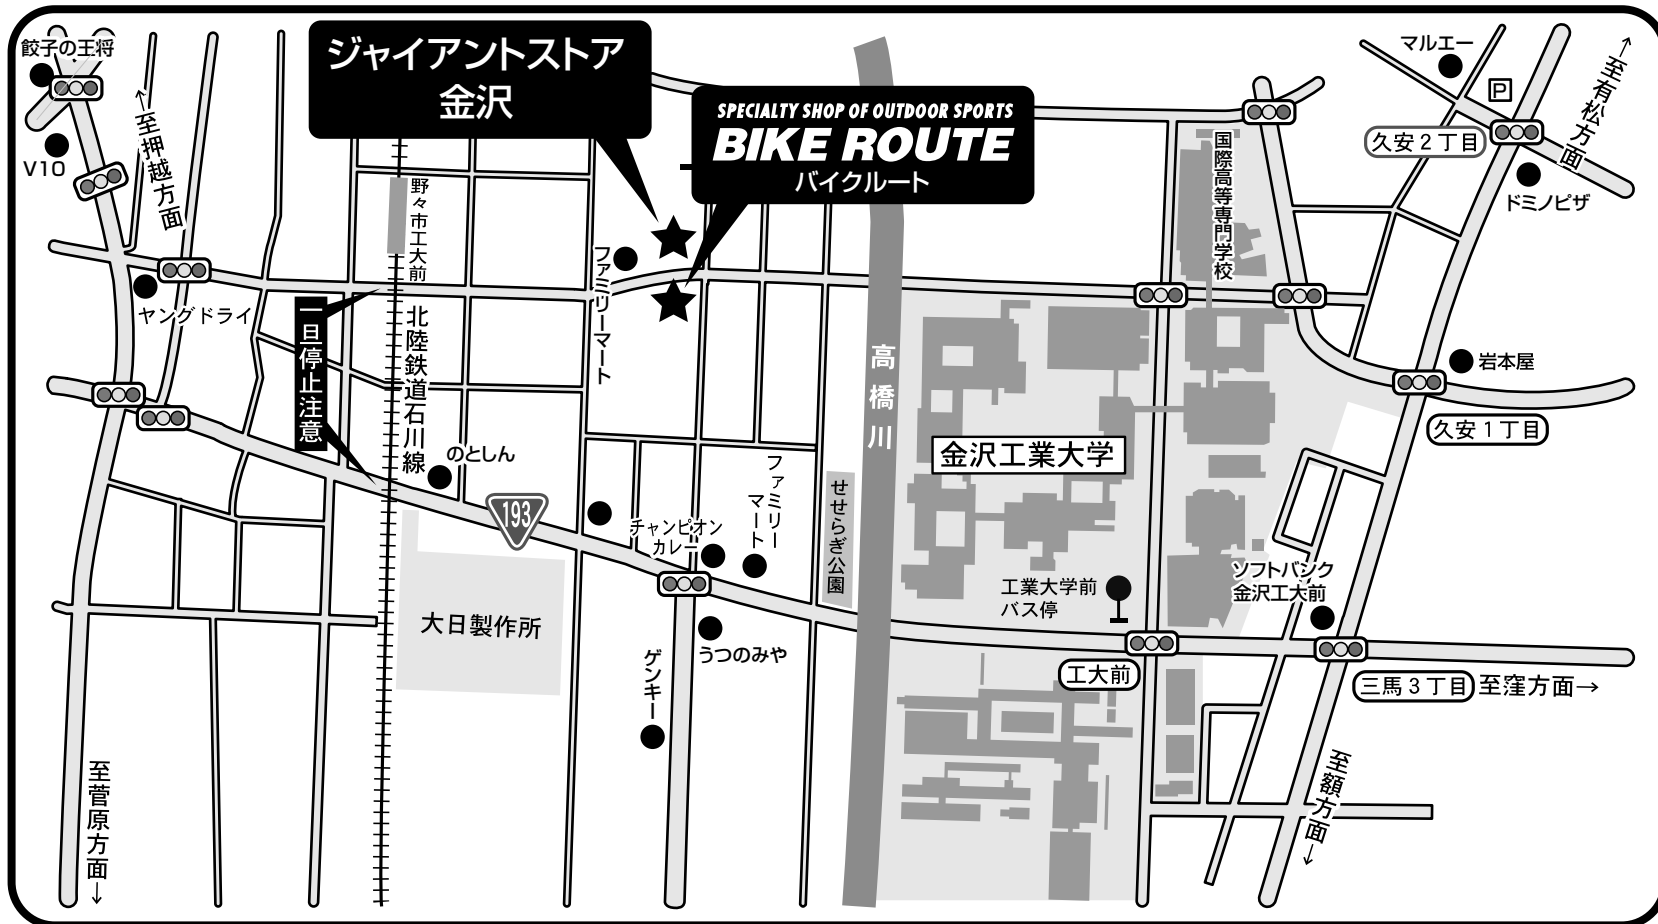 餃子の王将
V10
←至押越方面
ジャイアントストア
金沢
SPECIALTY SHOP OF OUTDOOR SPORTS
BIKE ROUTE
バイクルート
マルエー
P
←至有松方面
久安2丁目
ドミノピザ
国際高等専門学校
野々市工大前
ファミリーマート
ヤングドライ
一旦停止注意
北陸鉄道石川線
高橋川
岩本屋
久安1丁目
金沢工業大学
のとしん
193
チャンピオン
カレー
ファミリー
マート
せせらぎ公園
工業大学前
バス停
ソフトバンク
金沢工大前
大日製作所
うつのみや
ゲンキー
工大前
三馬3丁目
至窪方面→
至菅原方面→
至額方面→